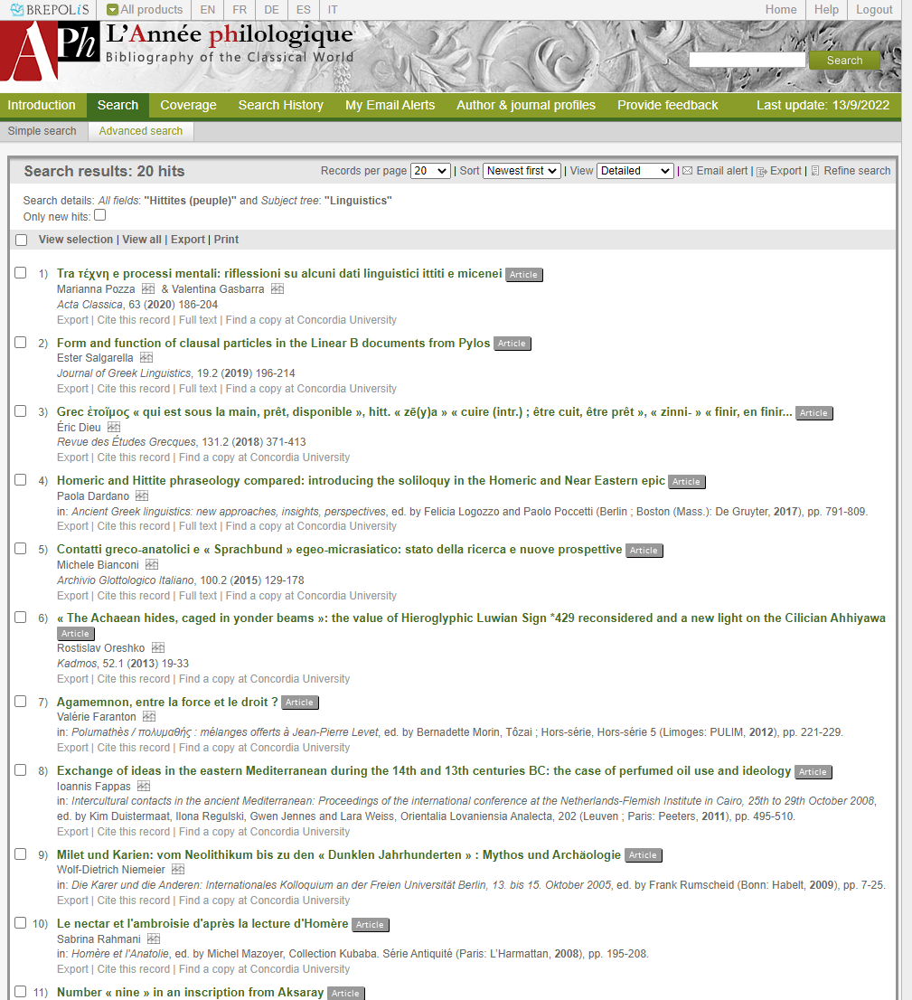 BREPOLiS All products EN FR DE ES IT Home Help Logout
APh L'Année philologique
Bibliography of the Classical World
Search
Introduction Search Coverage Search History My Email Alerts Author & journal profiles Provide feedback Last update: 13/9/2022
Simple search Advanced search
Search results: 20 hits Records per page 20 | Sort Newest first | View Detailed | Email alert | Export | Refine search
Search details: All fields: "Hittites (peuple)" and Subject tree: "Linguistics"
Only new hits:
View selection | View all | Export | Print
1) Tra τέχνη e processi mentali: riflessioni su alcuni dati linguistici ittiti e micenei Article
Marianna Pozza & Valentina Gasbarra
Acta Classica, 63 (2020) 186-204
Export | Cite this record | Full text | Find a copy at Concordia University
2) Form and function of clausal particles in the Linear B documents from Pylos Article
Ester Salgarella
Journal of Greek Linguistics, 19.2 (2019) 196-214
Export | Cite this record | Full text | Find a copy at Concordia University
3) Grec ἑτοῖμος « qui est sous la main, prêt, disponible », hitt. « zē(y)a » « cuire (intr.) ; être cuit, être prêt », « zinni- » « finir, en finir... Article
Éric Dieu
Revue des Études Grecques, 131.2 (2018) 371-413
Export | Cite this record | Find a copy at Concordia University
4) Homeric and Hittite phraseology compared: introducing the soliloquy in the Homeric and Near Eastern epic Article
Paola Dardano
in: Ancient Greek linguistics: new approaches, insights, perspectives, ed. by Felicia Logozzo and Paolo Poccetti (Berlin ; Boston (Mass.): De Gruyter, 2017), pp. 791-809.
Export | Cite this record | Full text | Find a copy at Concordia University
5) Contatti greco-anatolici e « Sprachbund » egeo-micrasiatico: stato della ricerca e nuove prospettive Article
Michele Bianconi
Archivio Glottologico Italiano, 100.2 (2015) 129-178
Export | Cite this record | Full text | Find a copy at Concordia University
6) « The Achaean hides, caged in yonder beams »: the value of Hieroglyphic Luwian Sign *429 reconsidered and a new light on the Cilician Ahhiyawa
Article
Rostislav Oreshko
Kadmos, 52.1 (2013) 19-33
Export | Cite this record | Find a copy at Concordia University
7) Agamemnon, entre la force et le droit ? Article
Valérie Faranton
in: Polumathès / πολυμαθής : mélanges offerts à Jean-Pierre Levet, ed. by Bernadette Morin, Tôzai ; Hors-série, Hors-série 5 (Limoges: PULIM, 2012), pp. 221-229.
Export | Cite this record | Find a copy at Concordia University
8) Exchange of ideas in the eastern Mediterranean during the 14th and 13th centuries BC: the case of perfumed oil use and ideology Article
Ioannis Fappas
in: Intercultural contacts in the ancient Mediterranean: Proceedings of the international conference at the Netherlands-Flemish Institute in Cairo, 25th to 29th October 2008,
ed. by Kim Duistermaat, Ilona Regulski, Gwen Jennes and Lara Weiss, Orientalia Lovaniensia Analecta, 202 (Leuven ; Paris: Peeters, 2011), pp. 495-510.
Export | Cite this record | Find a copy at Concordia University
9) Milet und Karien: vom Neolithikum bis zu den « Dunklen Jahrhunderten » : Mythos und Archäologie Article
Wolf-Dietrich Niemeier
in: Die Karer und die Anderen: Internationales Kolloquium an der Freien Universität Berlin, 13. bis 15. Oktober 2005, ed. by Frank Rumscheid (Bonn: Habelt, 2009), pp. 7-25.
Export | Cite this record | Find a copy at Concordia University
10) Le nectar et l'ambroisie d'après la lecture d'Homère Article
Sabrina Rahmani
in: Homère et l'Anatolie, ed. by Michel Mazoyer, Collection Kubaba. Série Antiquité (Paris: L'Harmattan, 2008), pp. 195-208.
Export | Cite this record | Find a copy at Concordia University
11) Number « nine » in an inscription from Aksaray Article